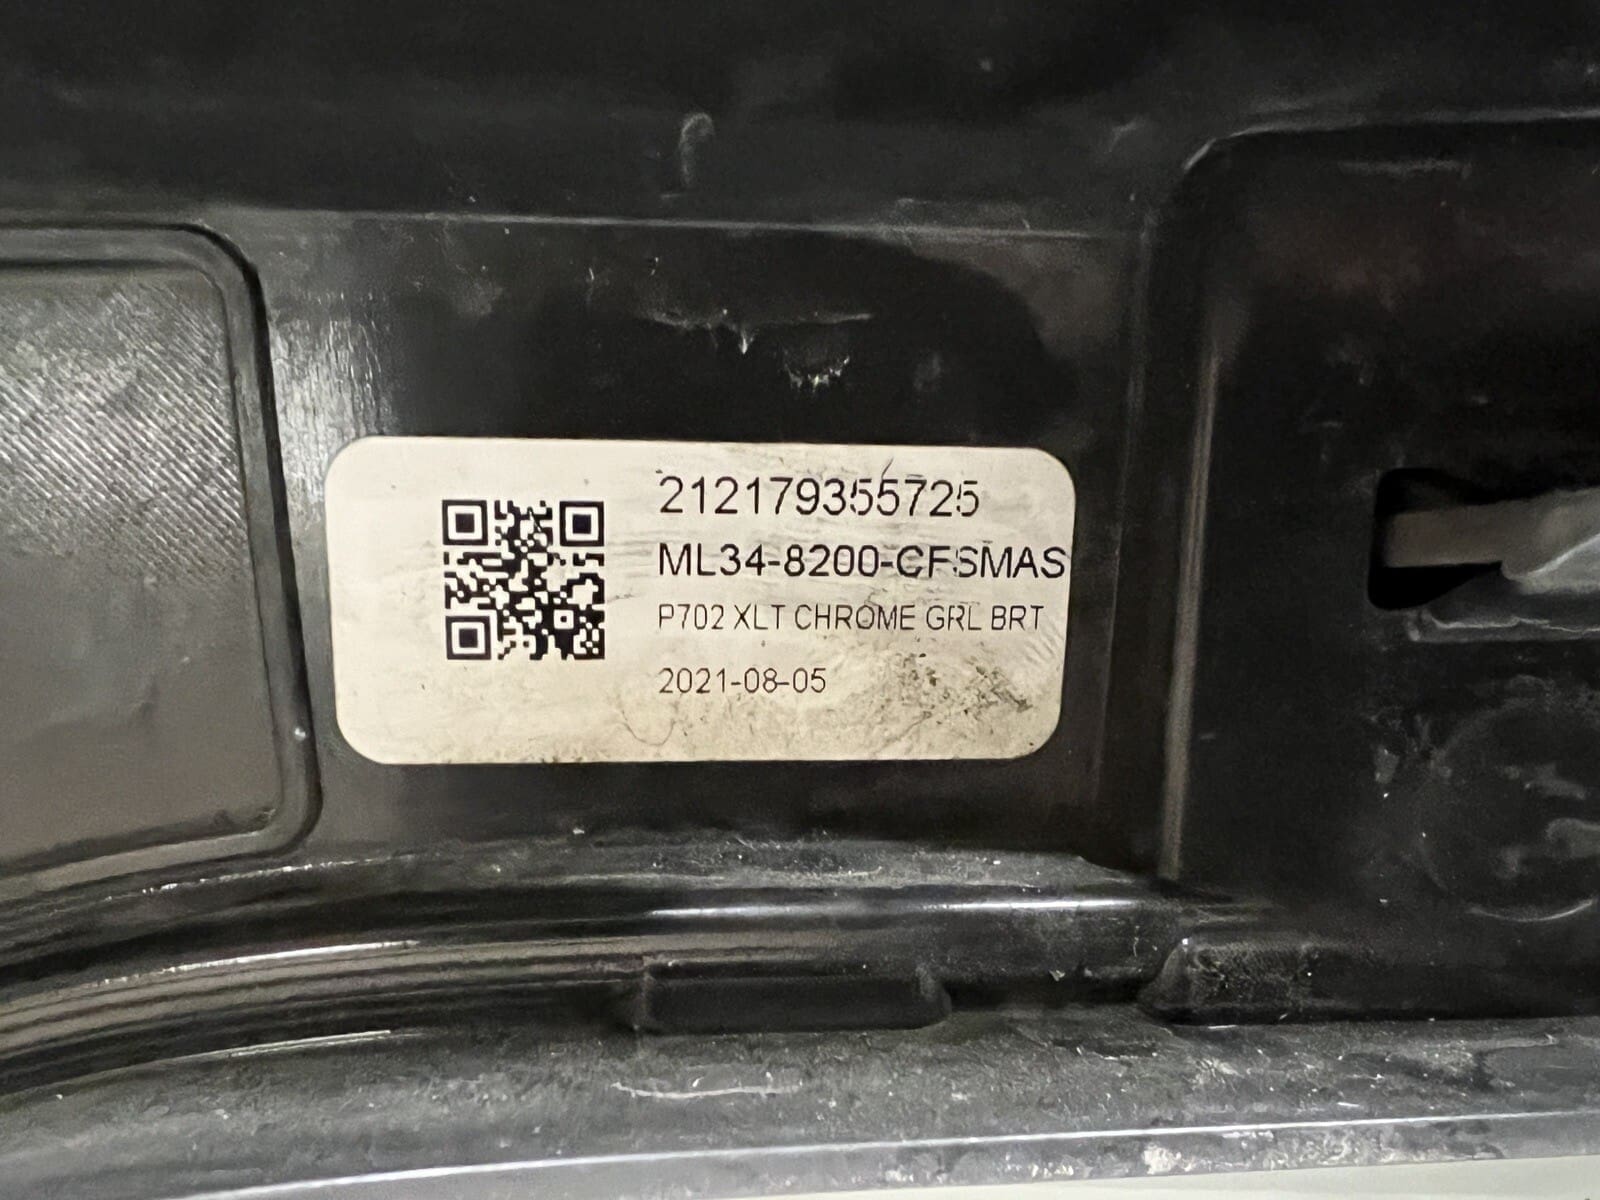 212179355725
ML34-8200-CFSMAS
P702 XLT CHROME GRL BRT
2021-08-05